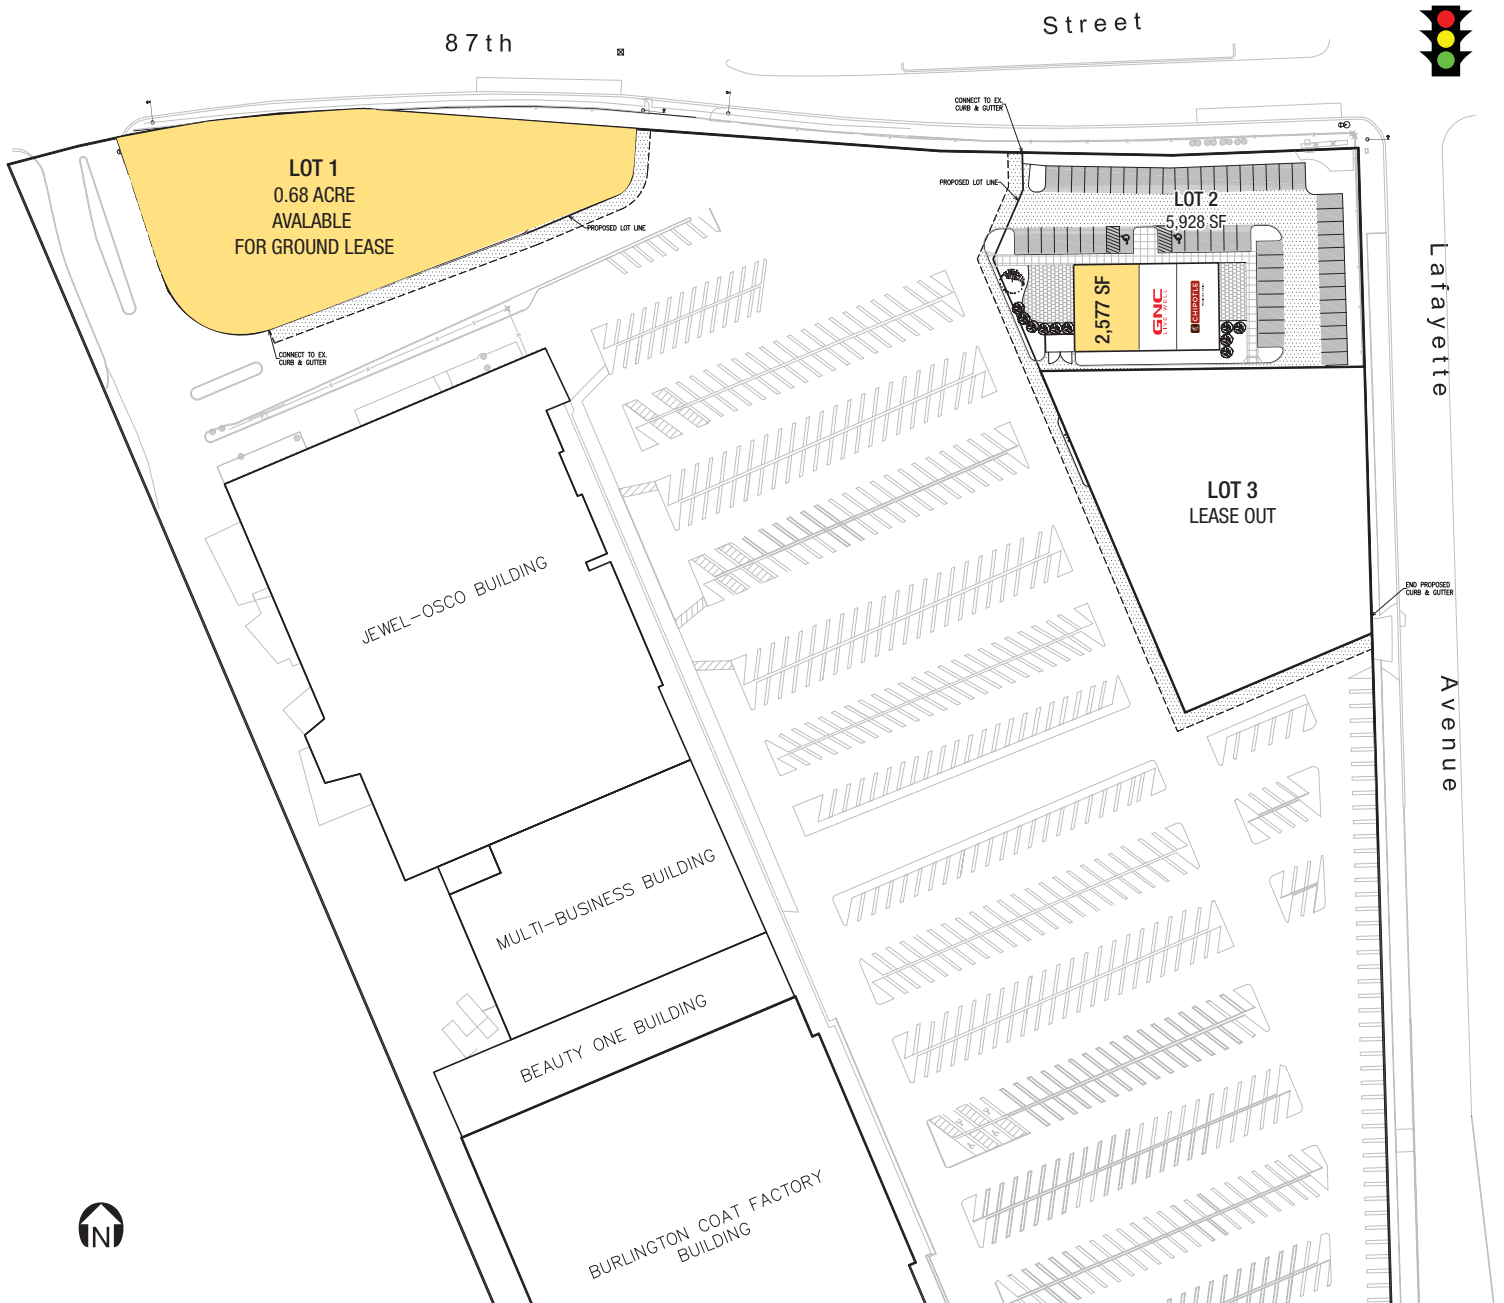 87th
Street
CONNECT TO EX.
CURB & GUTTER
LOT 1
0.68 ACRE
AVALABLE
FOR GROUND LEASE
PROPOSED LOT LINE
PROPOSED LOT LINE
LOT 2
5,928 SF
CONNECT TO EX.
CURB & GUTTER
2,577 SF
GNC
LIVE WELL
CHIPOTLE
Lafayette
LOT 3
LEASE OUT
END PROPOSED
CURB & GUTTER
JEWEL-OSCO BUILDING
Avenue
MULTI-BUSINESS BUILDING
BEAUTY ONE BUILDING
BURLINGTON COAT FACTORY
BUILDING
N